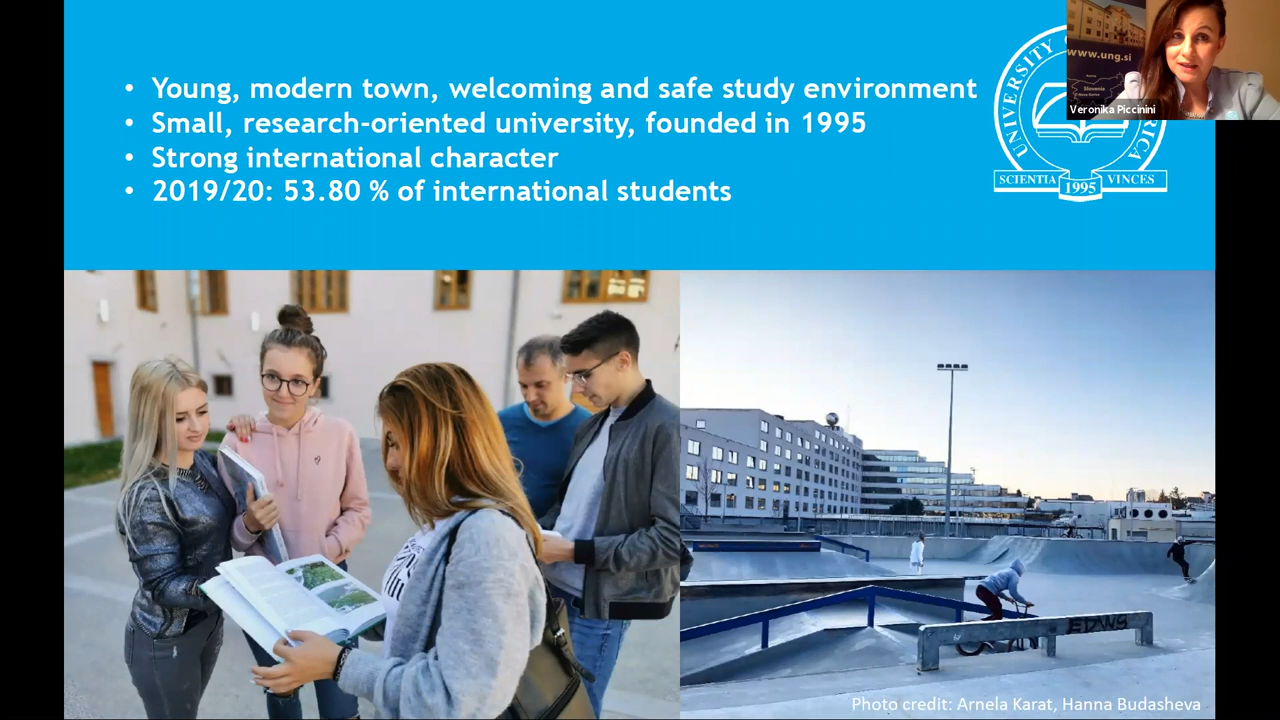 • Young, modern town, welcoming and safe study environment
• Small, research-oriented university, founded in 1995
• Strong international character
• 2019/20: 53.80 % of international students
UNIVERSITY
RICA
SCIENTIA
1995
VINCES
www.ung.si
Slovenia
Veronika Piccinini
Photo credit: Arnela Karat, Hanna Budasheva